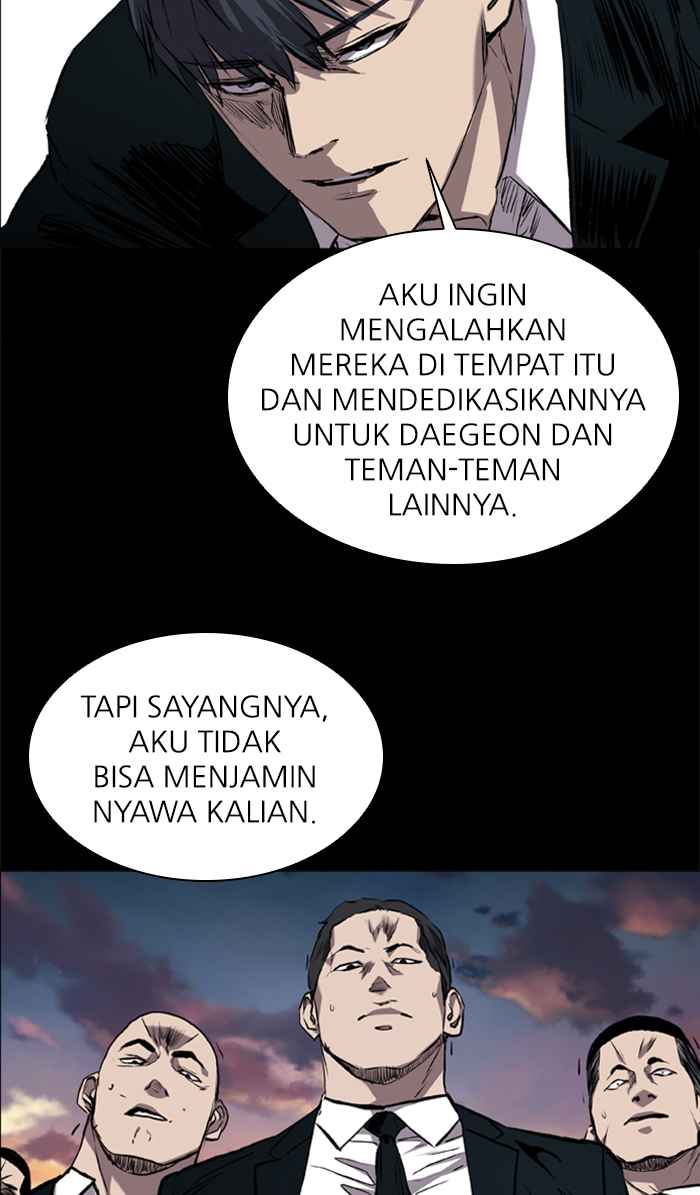 AKU INGIN
MENGALAHKAN
MEREKA DI TEMPAT ITU
DAN MENDEDIKASIKANNYA
UNTUK DAEGEON DAN
TEMAN-TEMAN
LAINNYA.
TAPI SAYANGNYA,
AKU TIDAK
BISA MENJAMIN
NYAWA KALIAN.